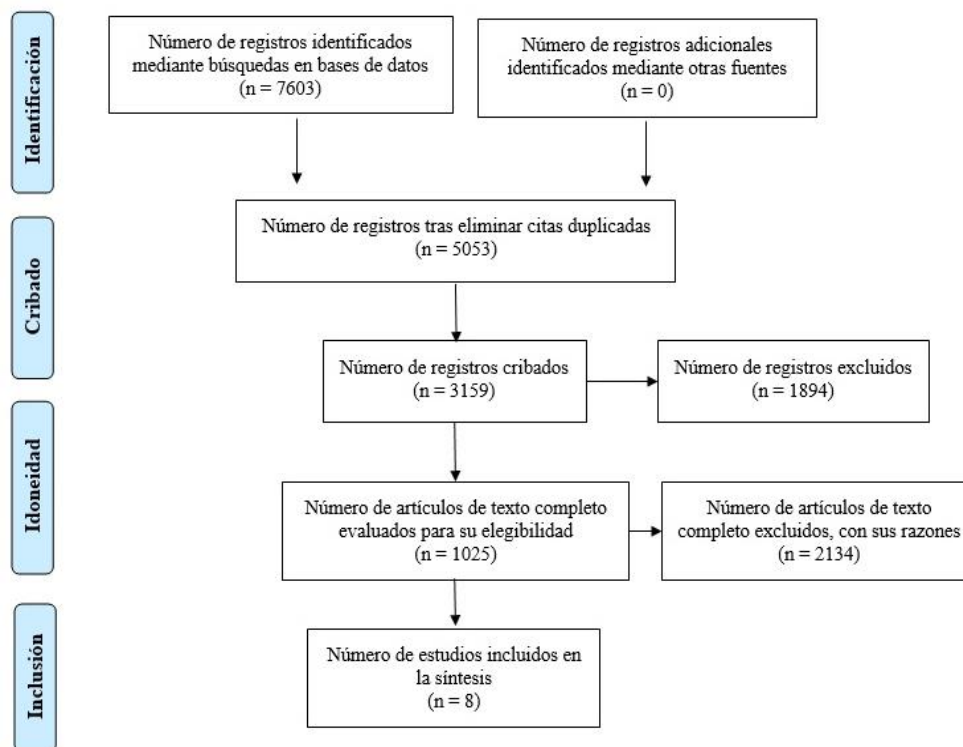 Identificación
Número de registros identificados
mediante búsquedas en bases de datos
(n = 7603)
Número de registros adicionales
identificados mediante otras fuentes
(n = 0)
Cribado
Número de registros tras eliminar citas duplicadas
(n = 5053)
Número de registros cribados
(n = 3159)
Número de registros excluidos
(n = 1894)
Idoneidad
Número de artículos de texto completo
evaluados para su elegibilidad
(n = 1025)
Número de artículos de texto
completo excluidos, con sus razones
(n = 2134)
Inclusión
Número de estudios incluidos en
la síntesis
(n = 8)